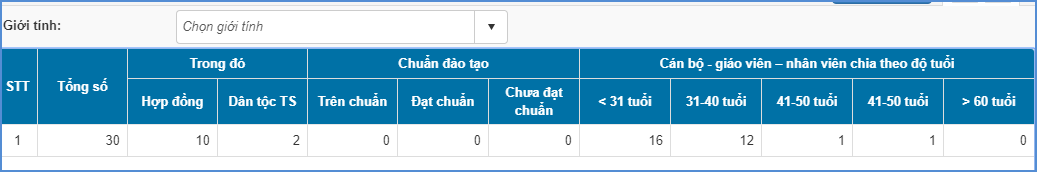 Giới tính: Chọn giới tính
STT Tổng số Trong đó Chuẩn đào tạo Cán bộ - giáo viên – nhân viên chia theo độ tuổi
Hợp đồng Dân tộc TS Trên chuẩn Đạt chuẩn Chưa đạt chuẩn < 31 tuổi 31-40 tuổi 41-50 tuổi 41-50 tuổi > 60 tuổi
1 30 10 2 0 0 0 16 12 1 1 0